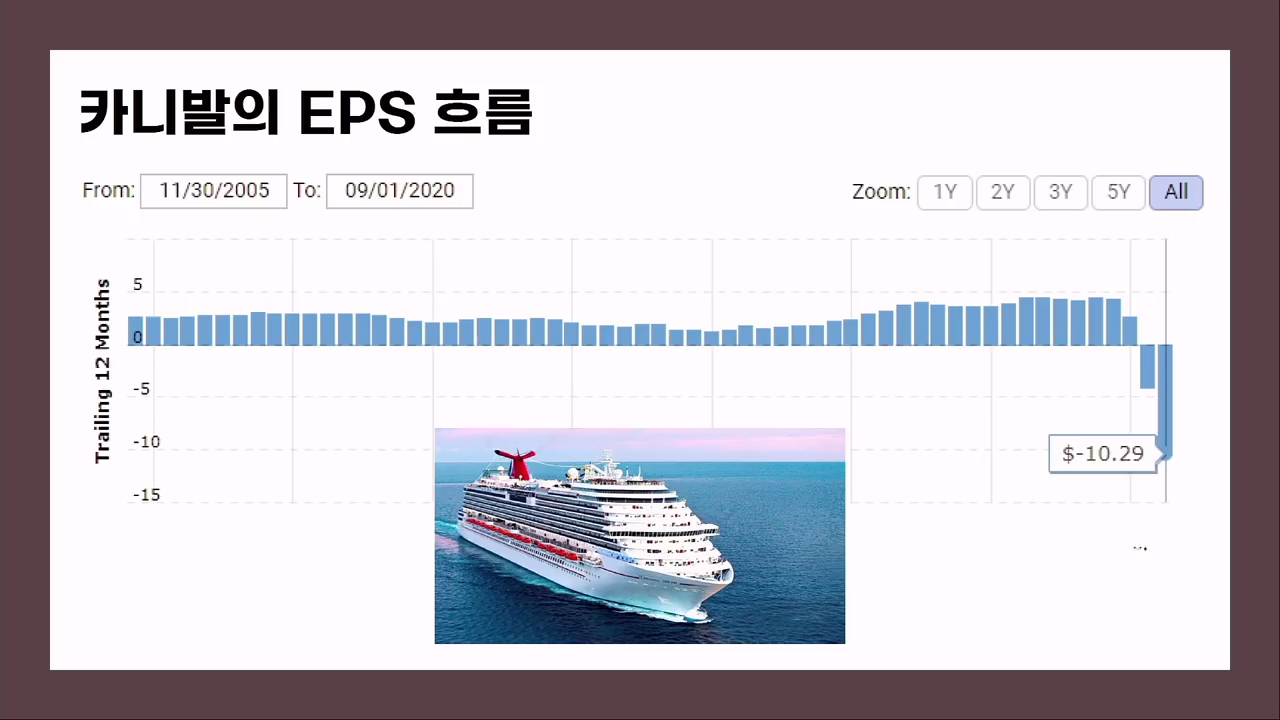 카니발의 EPS 흐름
From: 11/30/2005 To: 09/01/2020 Zoom: 1Y 2Y 3Y 5Y All
Trailing 12 Months
5
0
-5
-10
-15
$-10.29